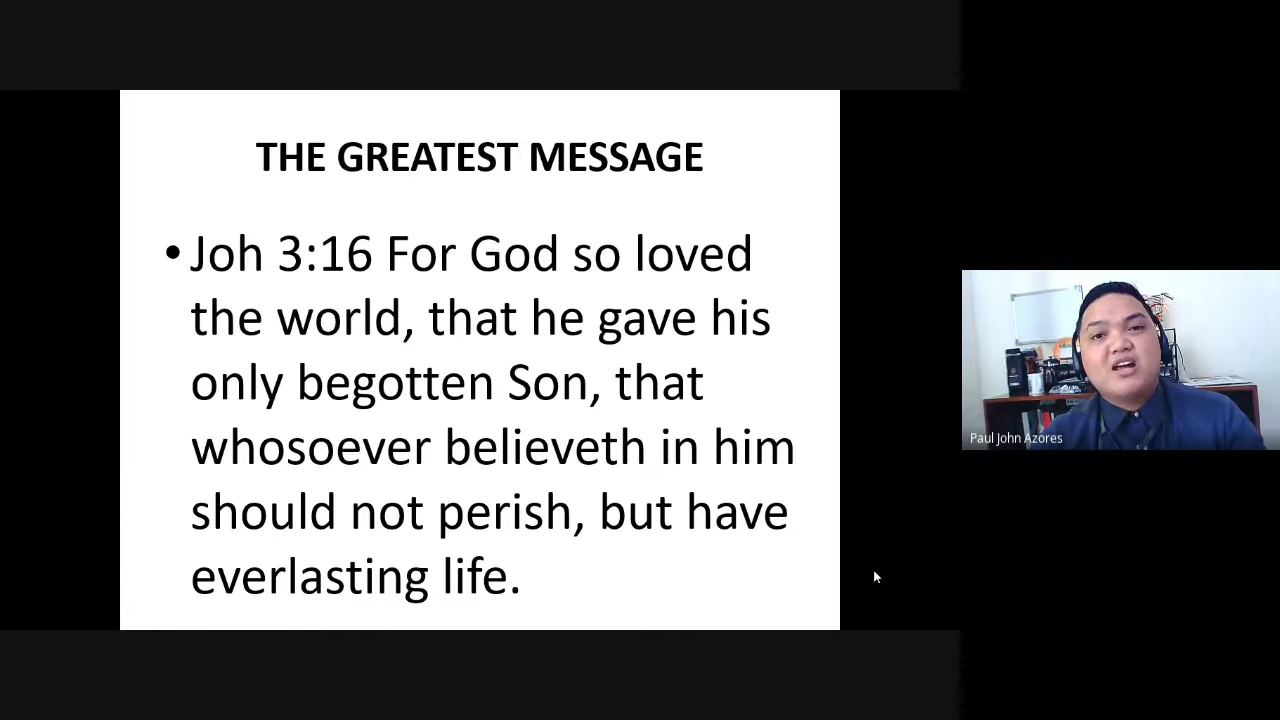 THE GREATEST MESSAGE
• Joh 3:16 For God so loved
the world, that he gave his
only begotten Son, that
whosoever believeth in him
should not perish, but have
everlasting life.
Paul John Azores